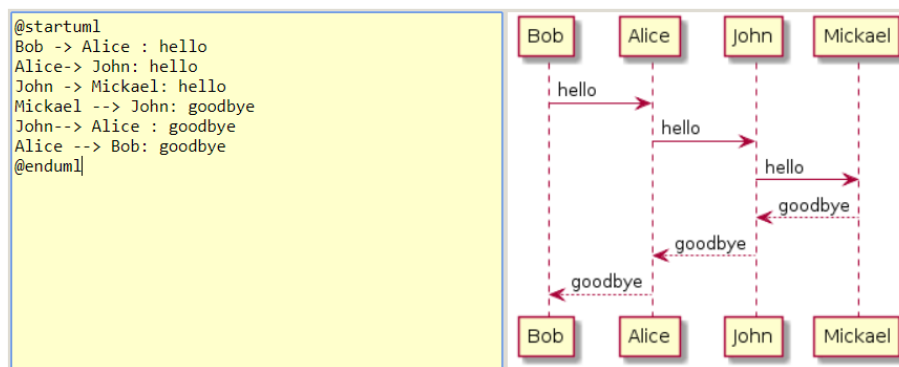 @startuml
Bob -> Alice : hello
Alice-> John: hello
John -> Mickael: hello
Mickael --> John: goodbye
John--> Alice : goodbye
Alice --> Bob: goodbye
@enduml
Bob Alice John Mickael
hello
hello
hello
goodbye
goodbye
goodbye
Bob Alice John Mickael